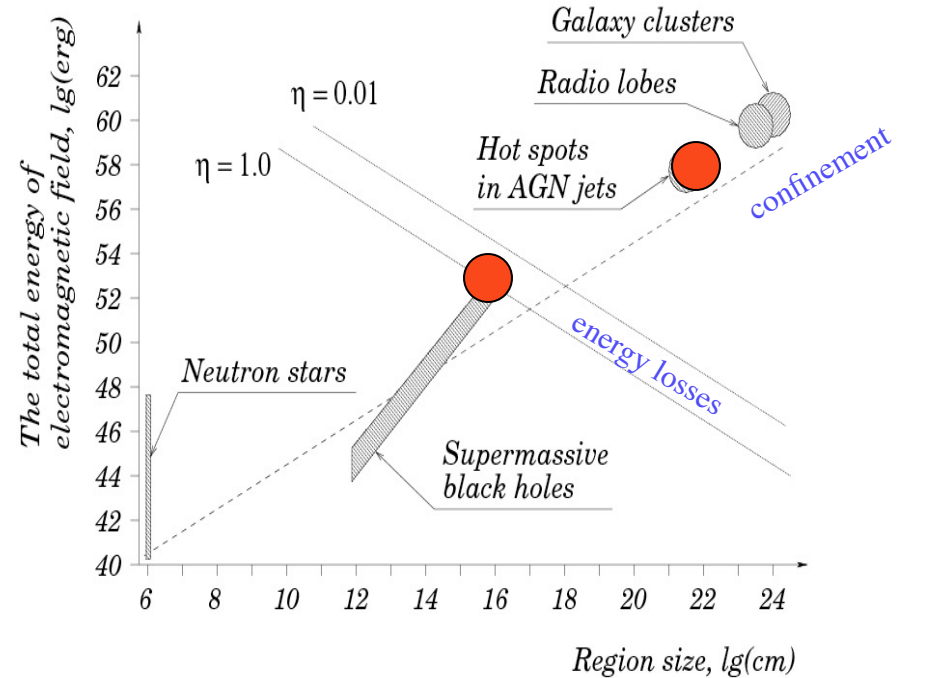 The total energy of
electromagnetic field, lg(erg)
Galaxy clusters
Radio lobes
Hot spots
in AGN jets
η = 0.01
η = 1.0
confinement
energy losses
Neutron stars
Supermassive
black holes
62
60
58
56
54
52
50
48
46
44
42
40
6 8 10 12 14 16 18 20 22 24
Region size, lg(cm)